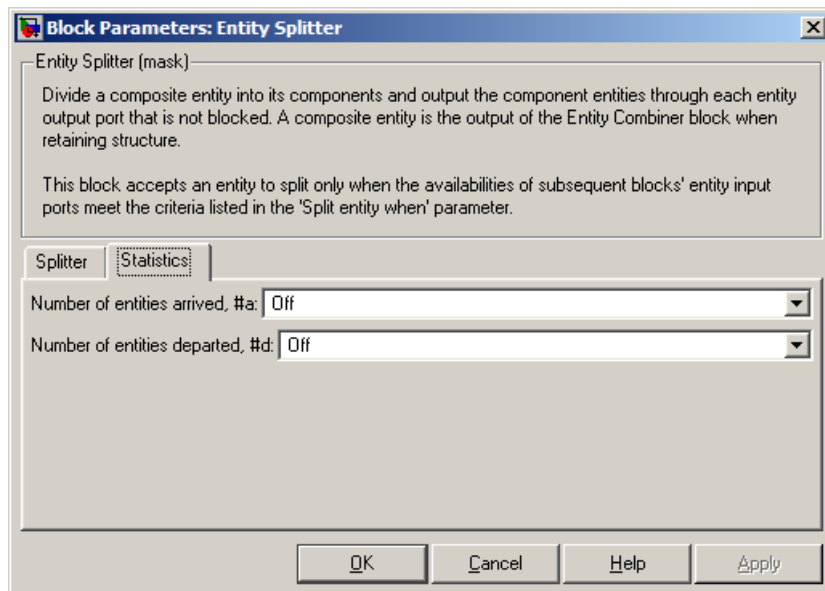 Block Parameters: Entity Splitter
Entity Splitter (mask)
Divide a composite entity into its components and output the component entities through each entity
output port that is not blocked. A composite entity is the output of the Entity Combiner block when
retaining structure.
This block accepts an entity to split only when the availabilities of subsequent blocks' entity input
ports meet the criteria listed in the 'Split entity when' parameter.
Splitter Statistics
Number of entities arrived, #a: Off
Number of entities departed, #d: Off
OK Cancel Help Apply